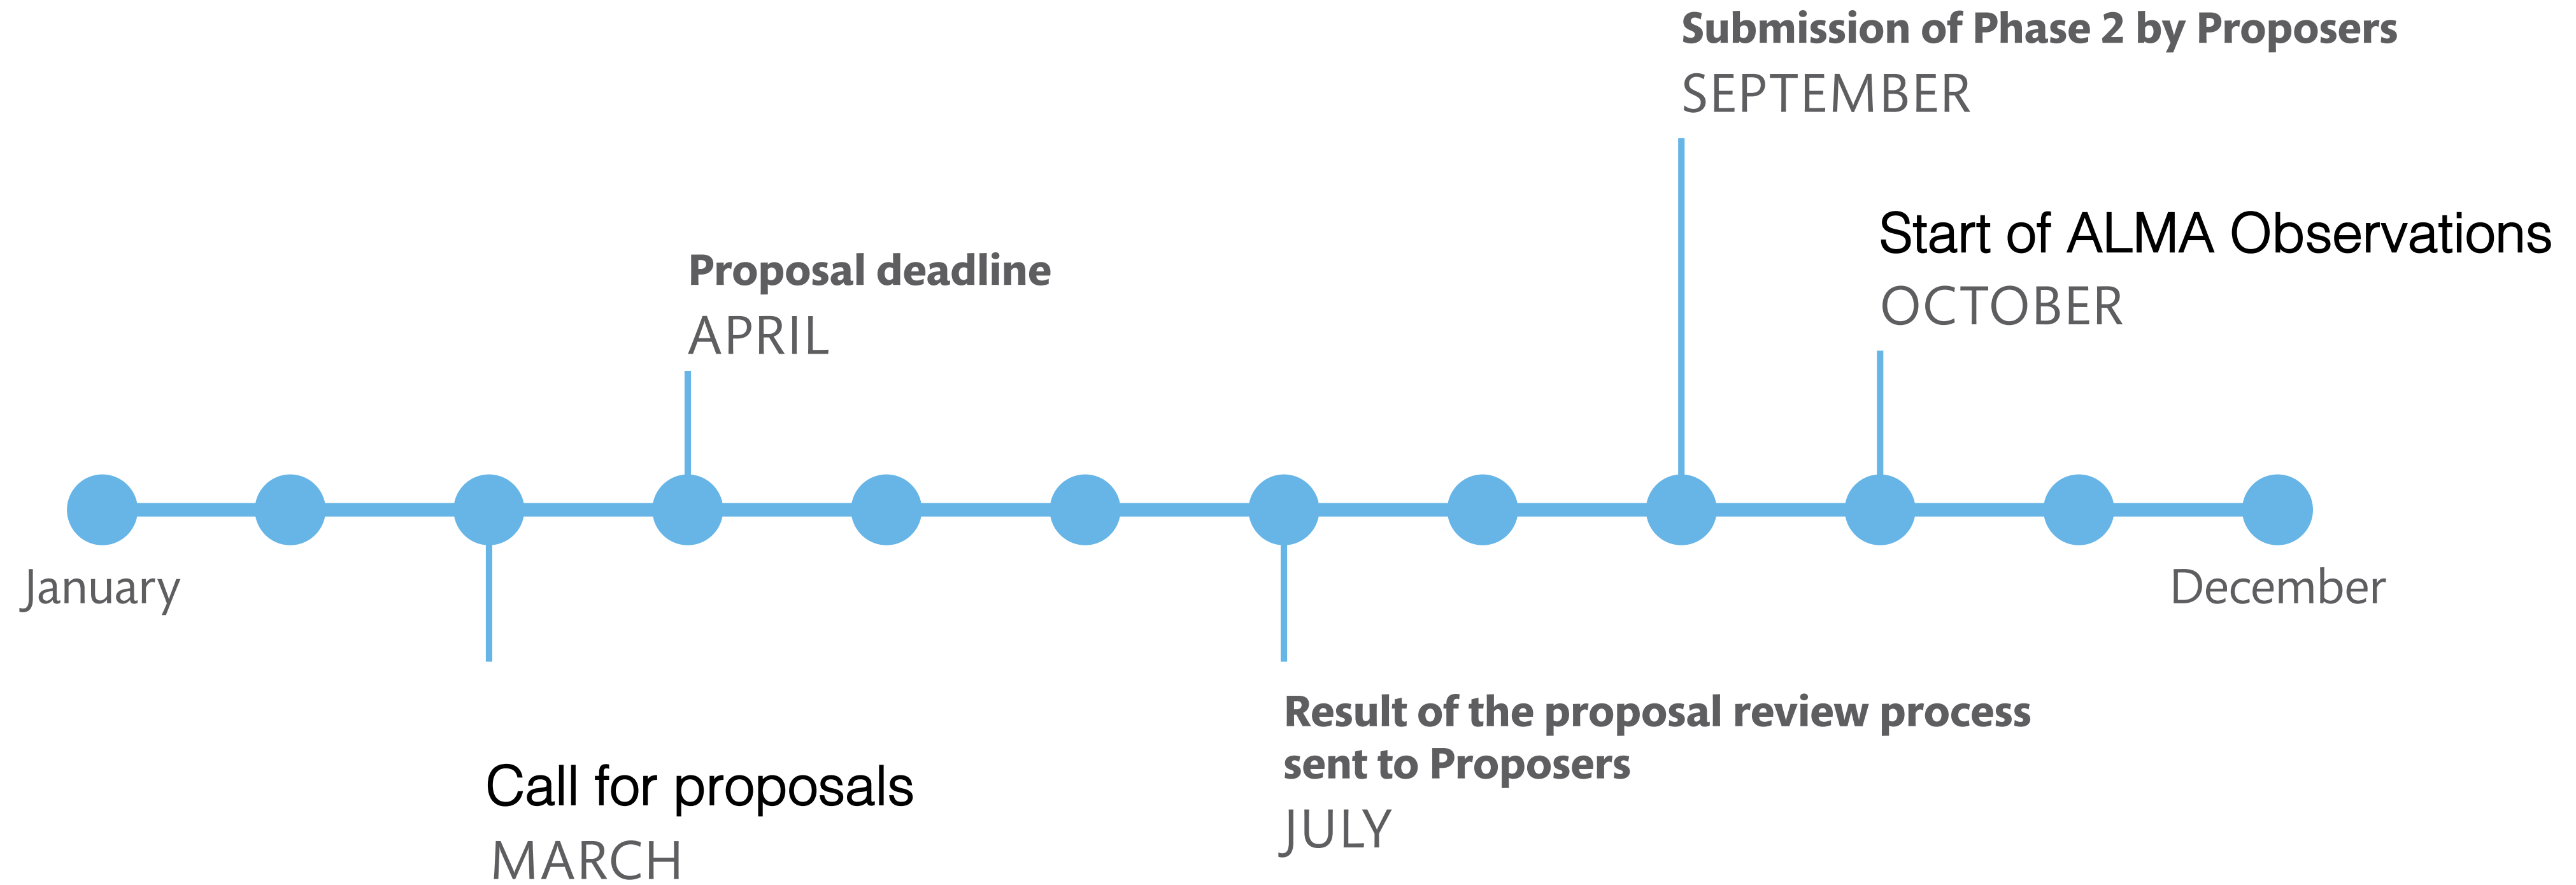 Submission of Phase 2 by Proposers
SEPTEMBER
Start of ALMA Observations
OCTOBER
Proposal deadline
APRIL
January
December
Call for proposals
MARCH
Result of the proposal review process
sent to Proposers
JULY